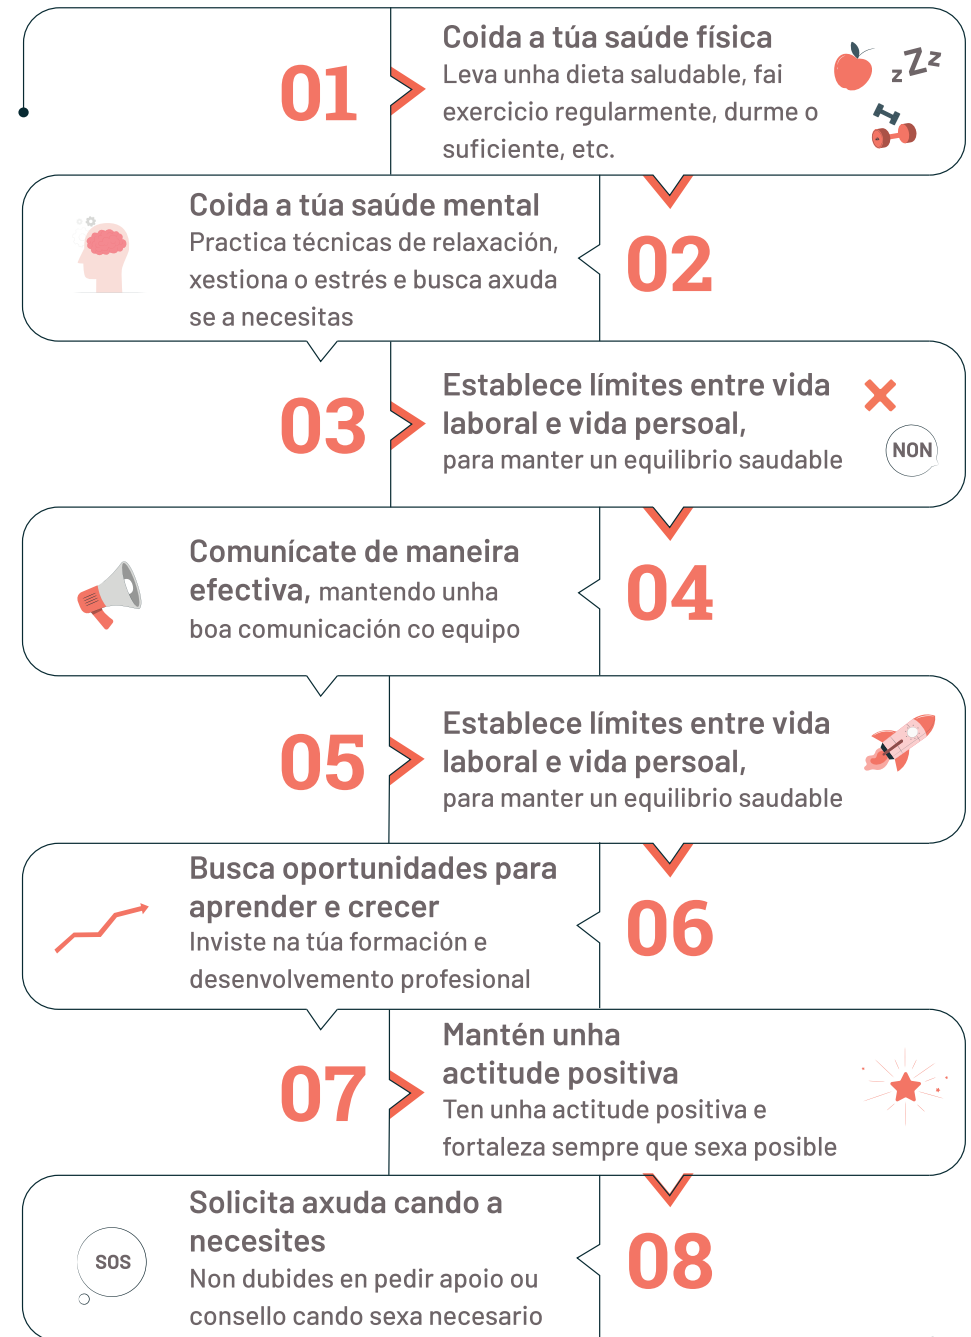 01
Coida a túa saúde física
Leva unha dieta saludable, fai
exercicio regularmente, durme o
suficiente, etc.
z Z z
Coida a túa saúde mental
Practica técnicas de relaxación,
xestiona o estrés e busca axuda
se a necesitas
02
03
Establece límites entre vida
laboral e vida persoal,
para manter un equilibrio saudable
NON
Comunícate de maneira
efectiva, mantendo unha
boa comunicación co equipo
04
05
Establece límites entre vida
laboral e vida persoal,
para manter un equilibrio saudable
Busca oportunidades para
aprender e crecer
Inviste na túa formación e
desenvolvemento profesional
06
07
Mantén unha
actitude positiva
Ten unha actitude positiva e
fortaleza sempre que sexa posible
Solicita axuda cando a
necesites
Non dubides en pedir apoio ou
consello cando sexa necesario
SOS
08